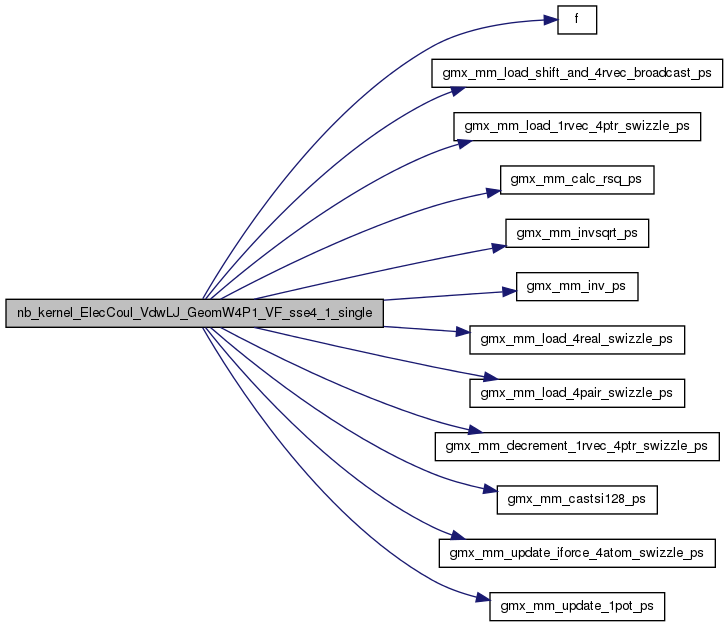 f
gmx_mm_load_shift_and_4rvec_broadcast_ps
gmx_mm_load_1rvec_4ptr_swizzle_ps
gmx_mm_calc_rsq_ps
gmx_mm_invsqrt_ps
gmx_mm_inv_ps
nb_kernel_ElecCoul_VdwLJ_GeomW4P1_VF_sse4_1_single
gmx_mm_load_4real_swizzle_ps
gmx_mm_load_4pair_swizzle_ps
gmx_mm_decrement_1rvec_4ptr_swizzle_ps
gmx_mm_castsi128_ps
gmx_mm_update_iforce_4atom_swizzle_ps
gmx_mm_update_1pot_ps